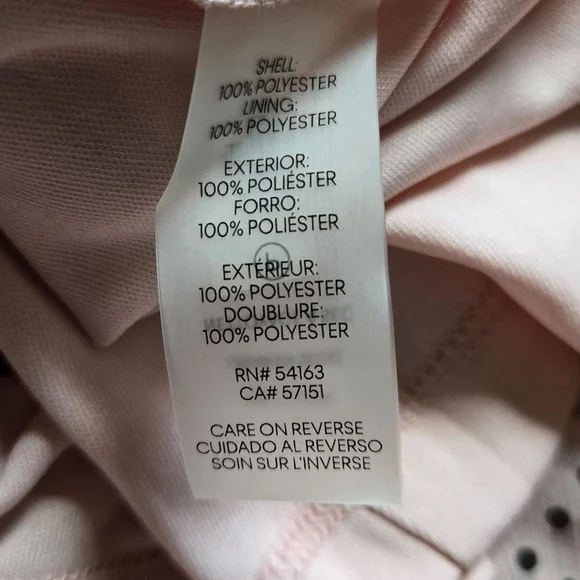 SHELL:
100% POLYESTER
LINING:
100% POLYESTER
EXTERIOR:
100% POLIÉSTER
FORRO:
100% POLIÉSTER
EXTÉRIEUR:
100% POLYESTER
DOUBLURE:
100% POLYESTER
RN# 54163
CA# 57151
CARE ON REVERSE
CUIDADO AL REVERSO
SOIN SUR L'INVERSE